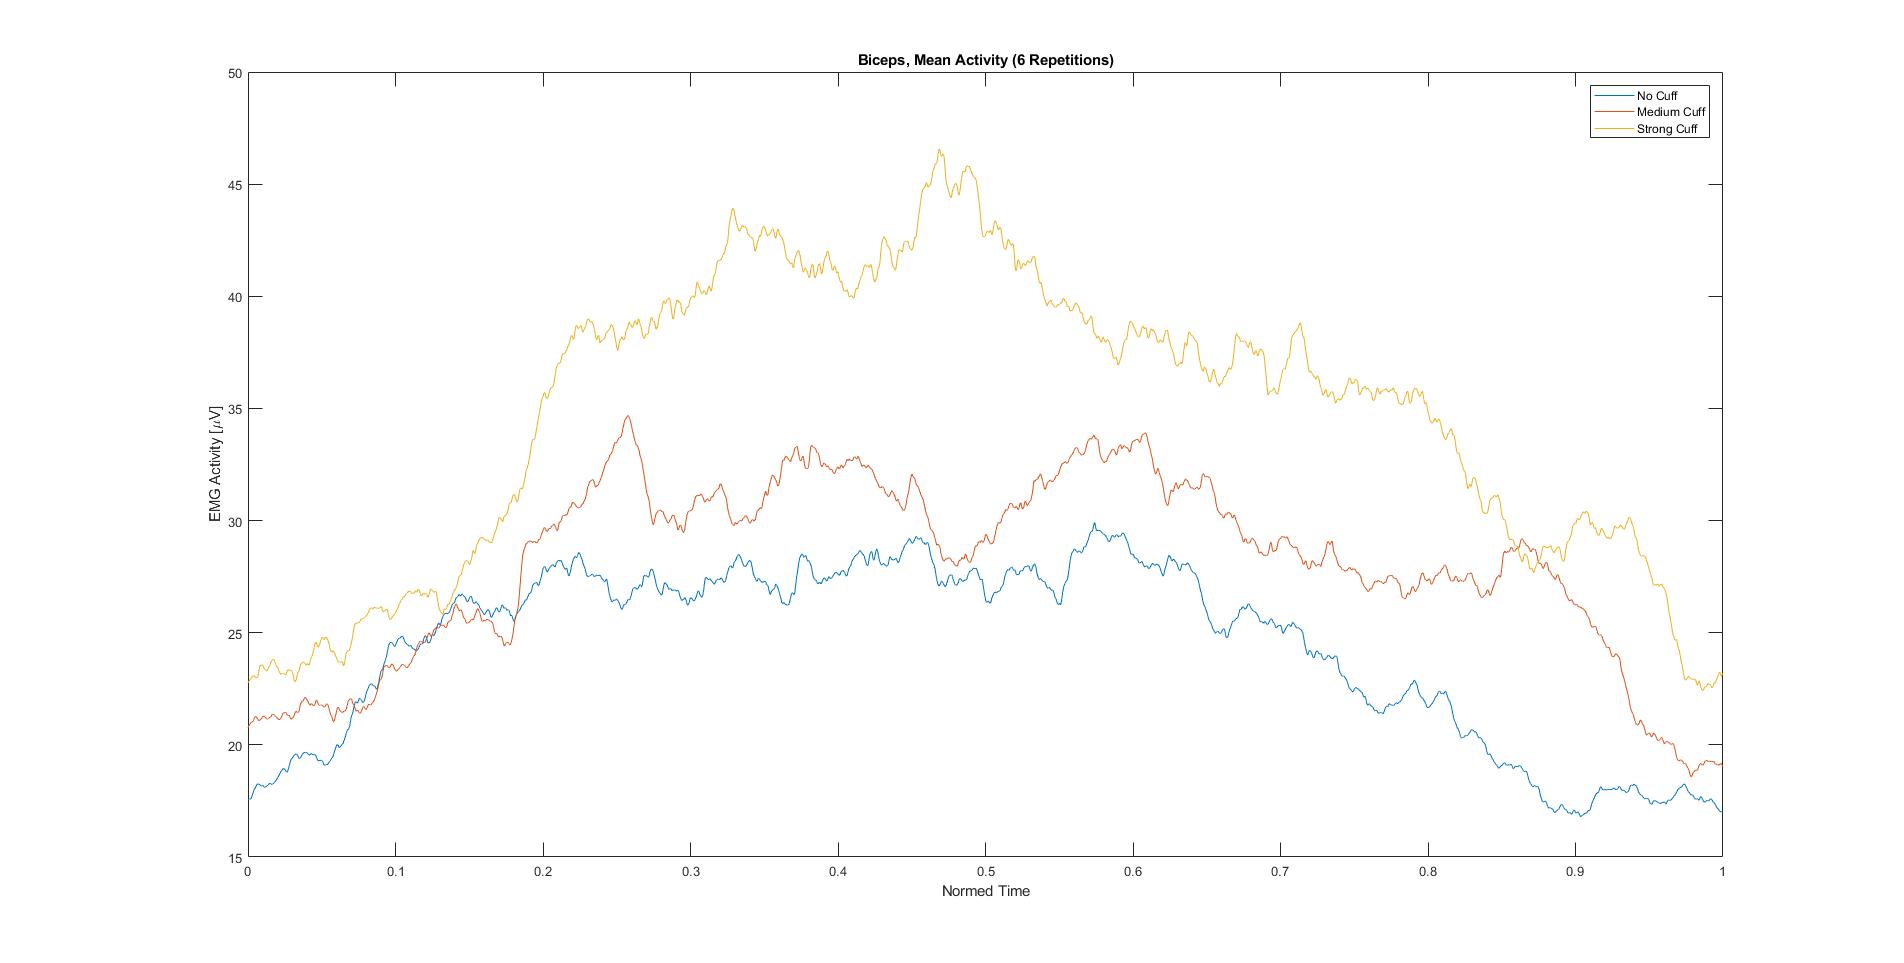 Biceps, Mean Activity (6 Repetitions)
50
45
40
35
30
25
20
15
EMG Activity [μV]
No Cuff
Medium Cuff
Strong Cuff
0 0.1 0.2 0.3 0.4 0.5 0.6 0.7 0.8 0.9 1
Normed Time